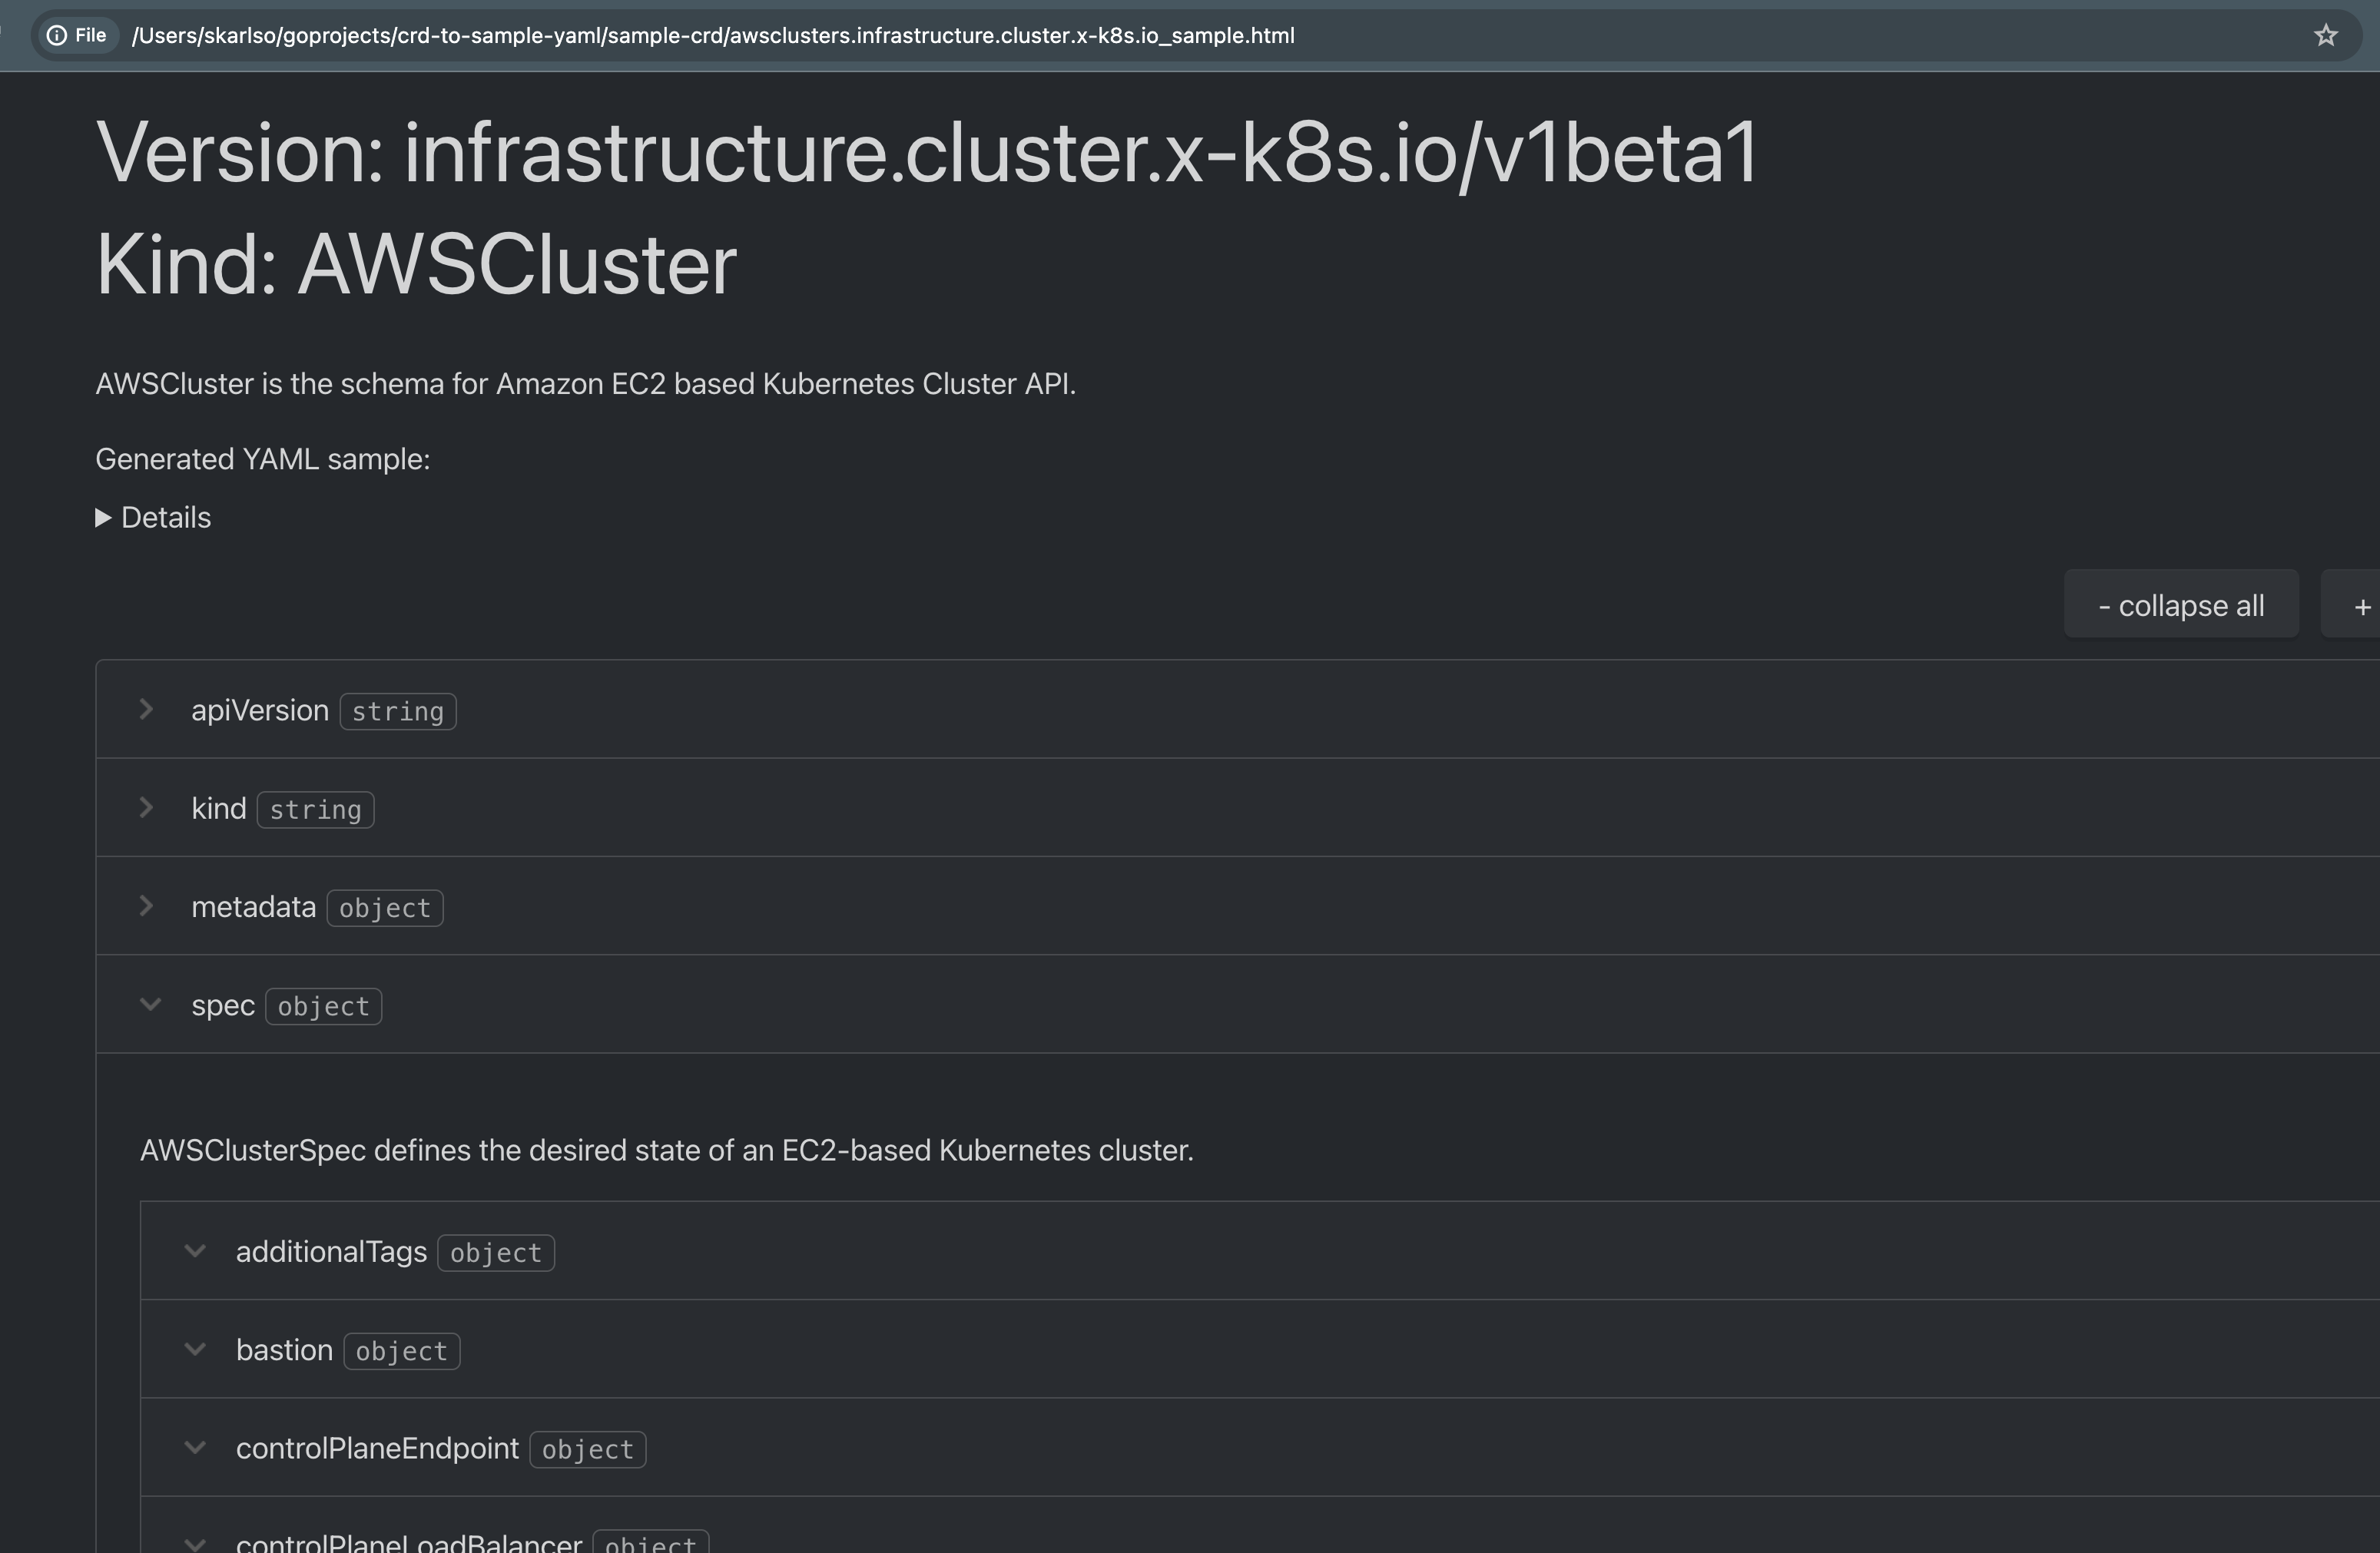 File /Users/skarlso/goprojects/crd-to-sample-yaml/sample-crd/awsclusters.infrastructure.cluster.x-k8s.io_sample.html
Version: infrastructure.cluster.x-k8s.io/v1beta1
Kind: AWSCluster
AWSCluster is the schema for Amazon EC2 based Kubernetes Cluster API.
Generated YAML sample:
Details
- collapse all +
apiVersion string
kind string
metadata object
spec object
AWSClusterSpec defines the desired state of an EC2-based Kubernetes cluster.
additionalTags object
bastion object
controlPlaneEndpoint object
controlPlaneLoadBalancer object